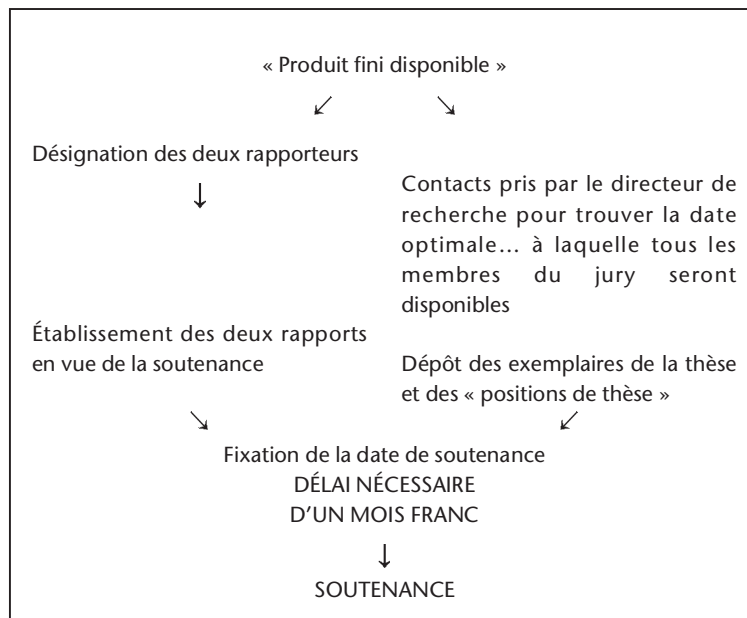 « Produit fini disponible »
↙ ↘
Désignation des deux rapporteurs
↓
Contacts pris par le directeur de
recherche pour trouver la date
optimale… à laquelle tous les
membres du jury seront
disponibles
Établissement des deux rapports
en vue de la soutenance
Dépôt des exemplaires de la thèse
et des « positions de thèse »
↘ ↙
Fixation de la date de soutenance
DÉLAI NÉCESSAIRE
D'UN MOIS FRANC
↓
SOUTENANCE